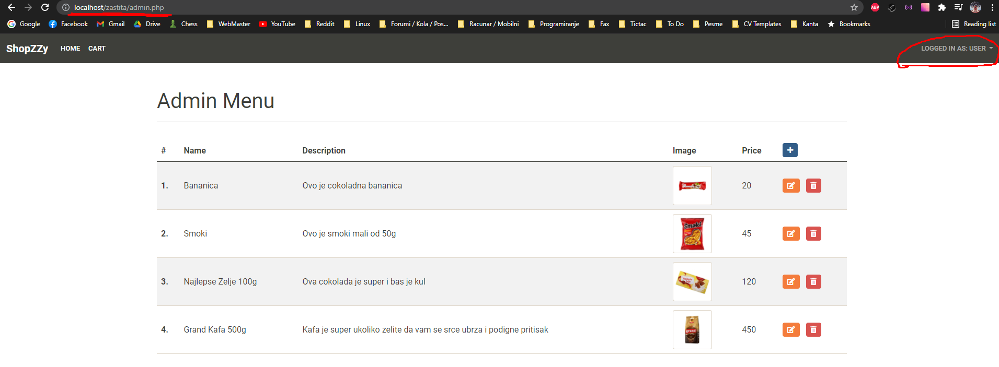 localhost/zastita/admin.php ABP
Google Facebook Gmail Drive Chess WebMaster YouTube Reddit Linux Forumi / Kola / Pos... Racunar / Mobilni Programiranje Fax Tictac To Do Pesme CV Templates Kanta Bookmarks Reading list
ShopZZy HOME CART LOGGED IN AS: USER
Admin Menu
# Name Description Image Price +
1. Bananica Ovo je cokoladna bananica 20
2. Smoki Ovo je smoki mali od 50g Smoki 45
3. Najlepse Zelje 100g Ova cokolada je super i bas je kul 120
4. Grand Kafa 500g Kafa je super ukoliko zelite da vam se srce ubrza i podigne pritisak 450